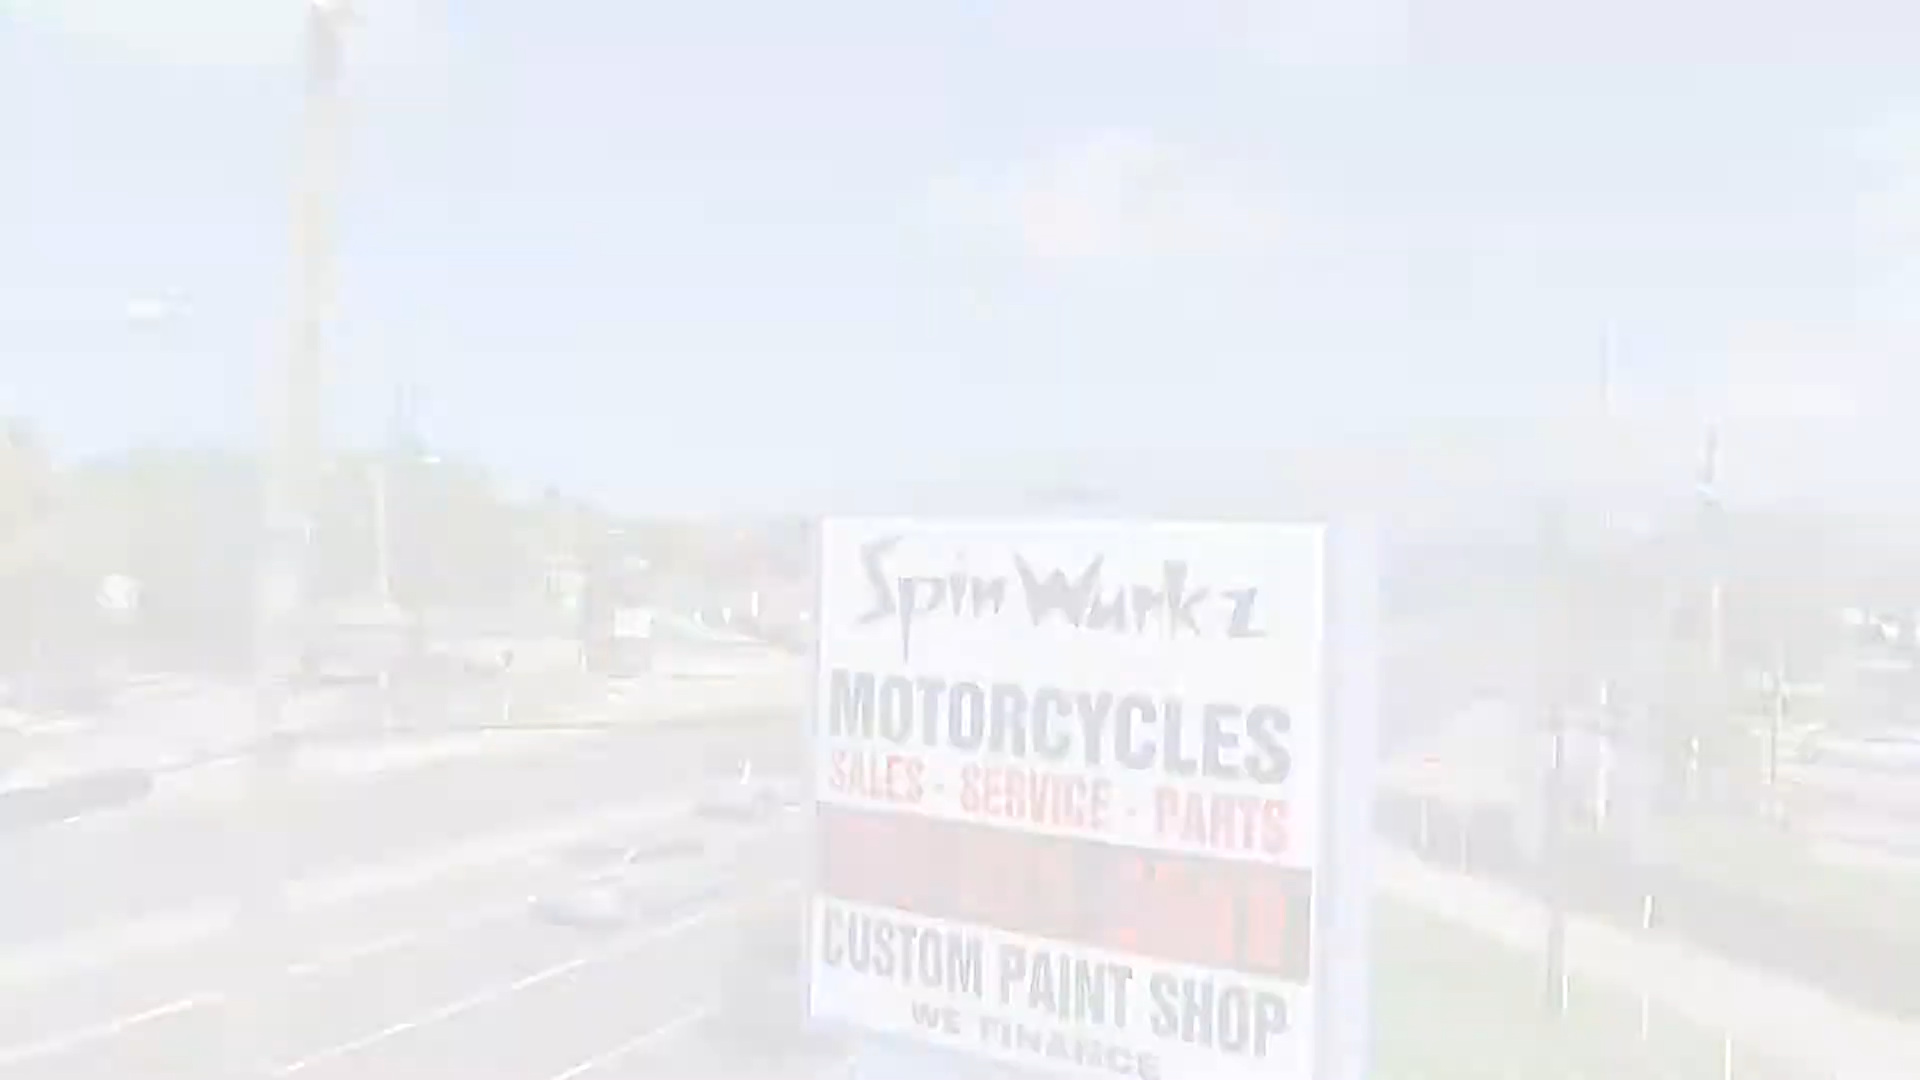 Spin Wurkz
MOTORCYCLES
SALES - SERVICE - PARTS
CUSTOM PAINT SHOP
WE FINANCE